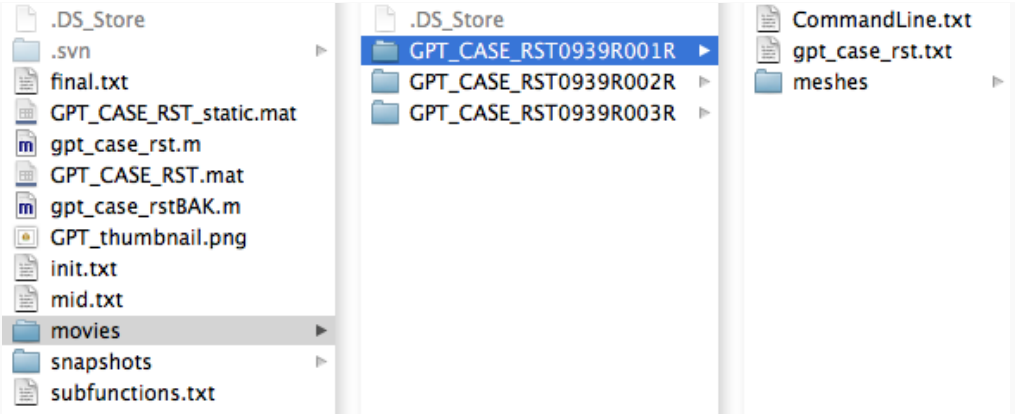 .DS_Store
.svn
final.txt
GPT_CASE_RST_static.mat
gpt_case_rst.m
GPT_CASE_RST.mat
gpt_case_rstBAK.m
GPT_thumbnail.png
init.txt
mid.txt
movies
snapshots
subfunctions.txt
.DS_Store
GPT_CASE_RST0939R001R
GPT_CASE_RST0939R002R
GPT_CASE_RST0939R003R
CommandLine.txt
gpt_case_rst.txt
meshes